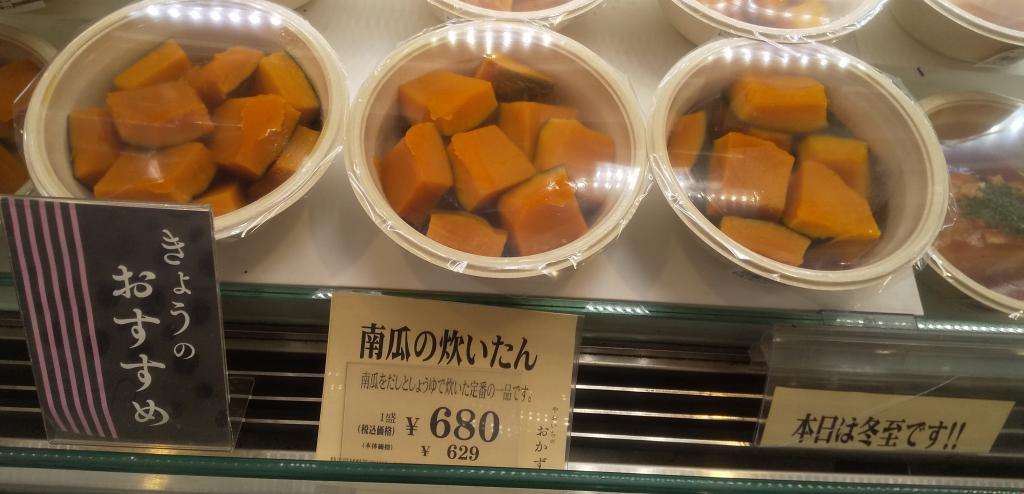 きょうの
おすすめ
南瓜の炊いたん
南瓜をだしとしょうゆで炊いた定番の一品です。
1盛
(税込価格) ¥680
(本体価格) ¥629
おかず
本日は冬至です!!